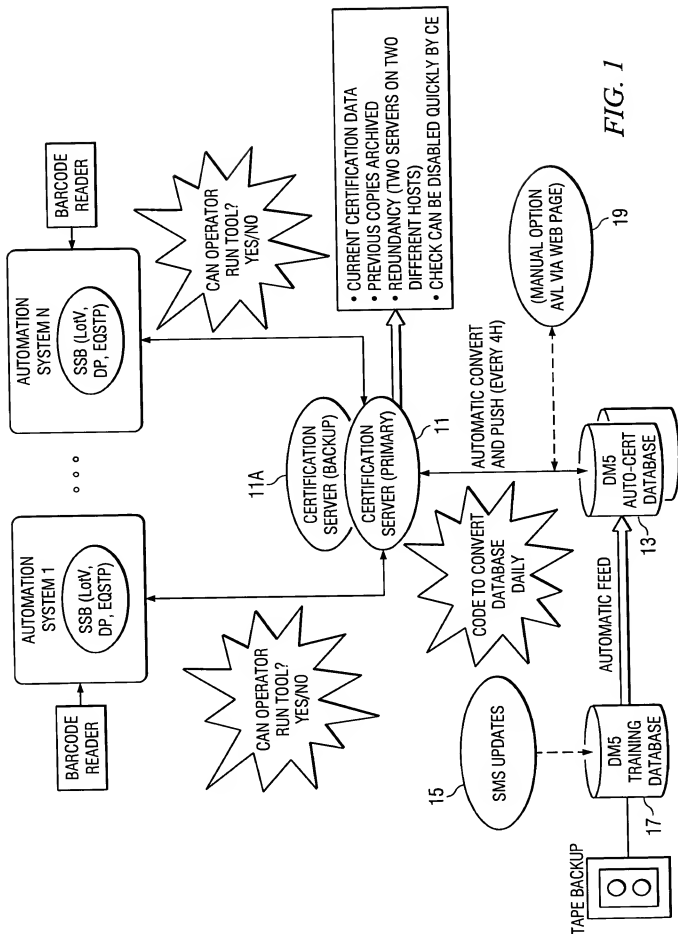 BARCODE
READER
AUTOMATION
SYSTEM 1
SSB (LotV,
DP, EQSTP)
AUTOMATION
SYSTEM N
SSB (LotV,
DP, EQSTP)
BARCODE
READER
CAN OPERATOR
RUN TOOL?
YES/NO
CAN OPERATOR
RUN TOOL?
YES/NO
11A
CERTIFICATION
SERVER (BACKUP)
CERTIFICATION
SERVER (PRIMARY)
11
• CURRENT CERTIFICATION DATA
• PREVIOUS COPIES ARCHIVED
• REDUNDANCY (TWO SERVERS ON TWO
DIFFERENT HOSTS)
• CHECK CAN BE DISABLED QUICKLY BY CE
CODE TO CONVERT
DATABASE
DAILY
AUTOMATIC CONVERT
AND PUSH (EVERY 4H)
(MANUAL OPTION
AVL VIA WEB PAGE)
19
15
SMS UPDATES
TAPE BACKUP
DM5
TRAINING
DATABASE
17
AUTOMATIC FEED
DM5
AUTO-CERT
DATABASE
13
FIG. 1